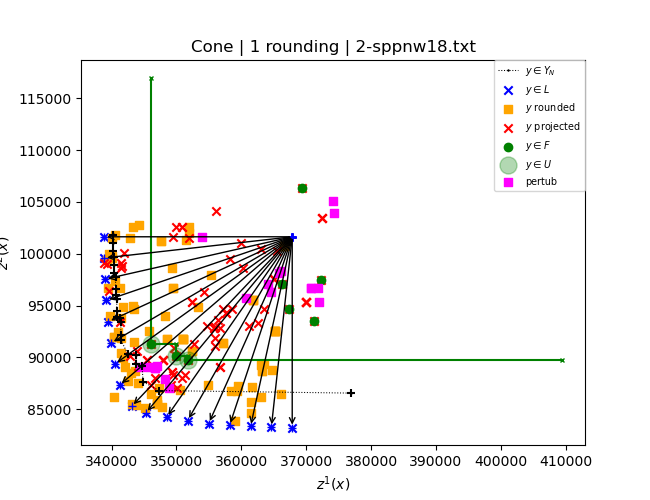 Cone | 1 rounding | 2-sppnw18.txt
y ∈ Y_N
y ∈ L
y rounded
y projected
y ∈ F
y ∈ U
pertub
115000
110000
105000
100000
95000
90000
85000
z²(x)
340000 350000 360000 370000 380000 390000 400000 410000
z¹(x)